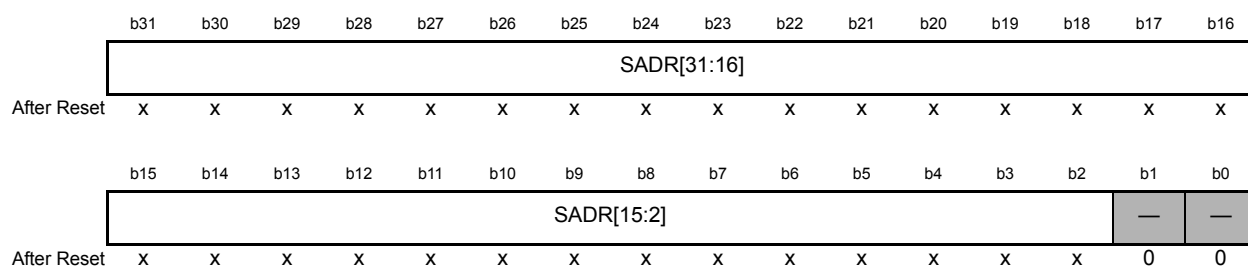 b31 b30 b29 b28 b27 b26 b25 b24 b23 b22 b21 b20 b19 b18 b17 b16
SADR[31:16]
After Reset x x x x x x x x x x x x x x x x
b15 b14 b13 b12 b11 b10 b9 b8 b7 b6 b5 b4 b3 b2 b1 b0
SADR[15:2] — —
After Reset x x x x x x x x x x x x x x 0 0